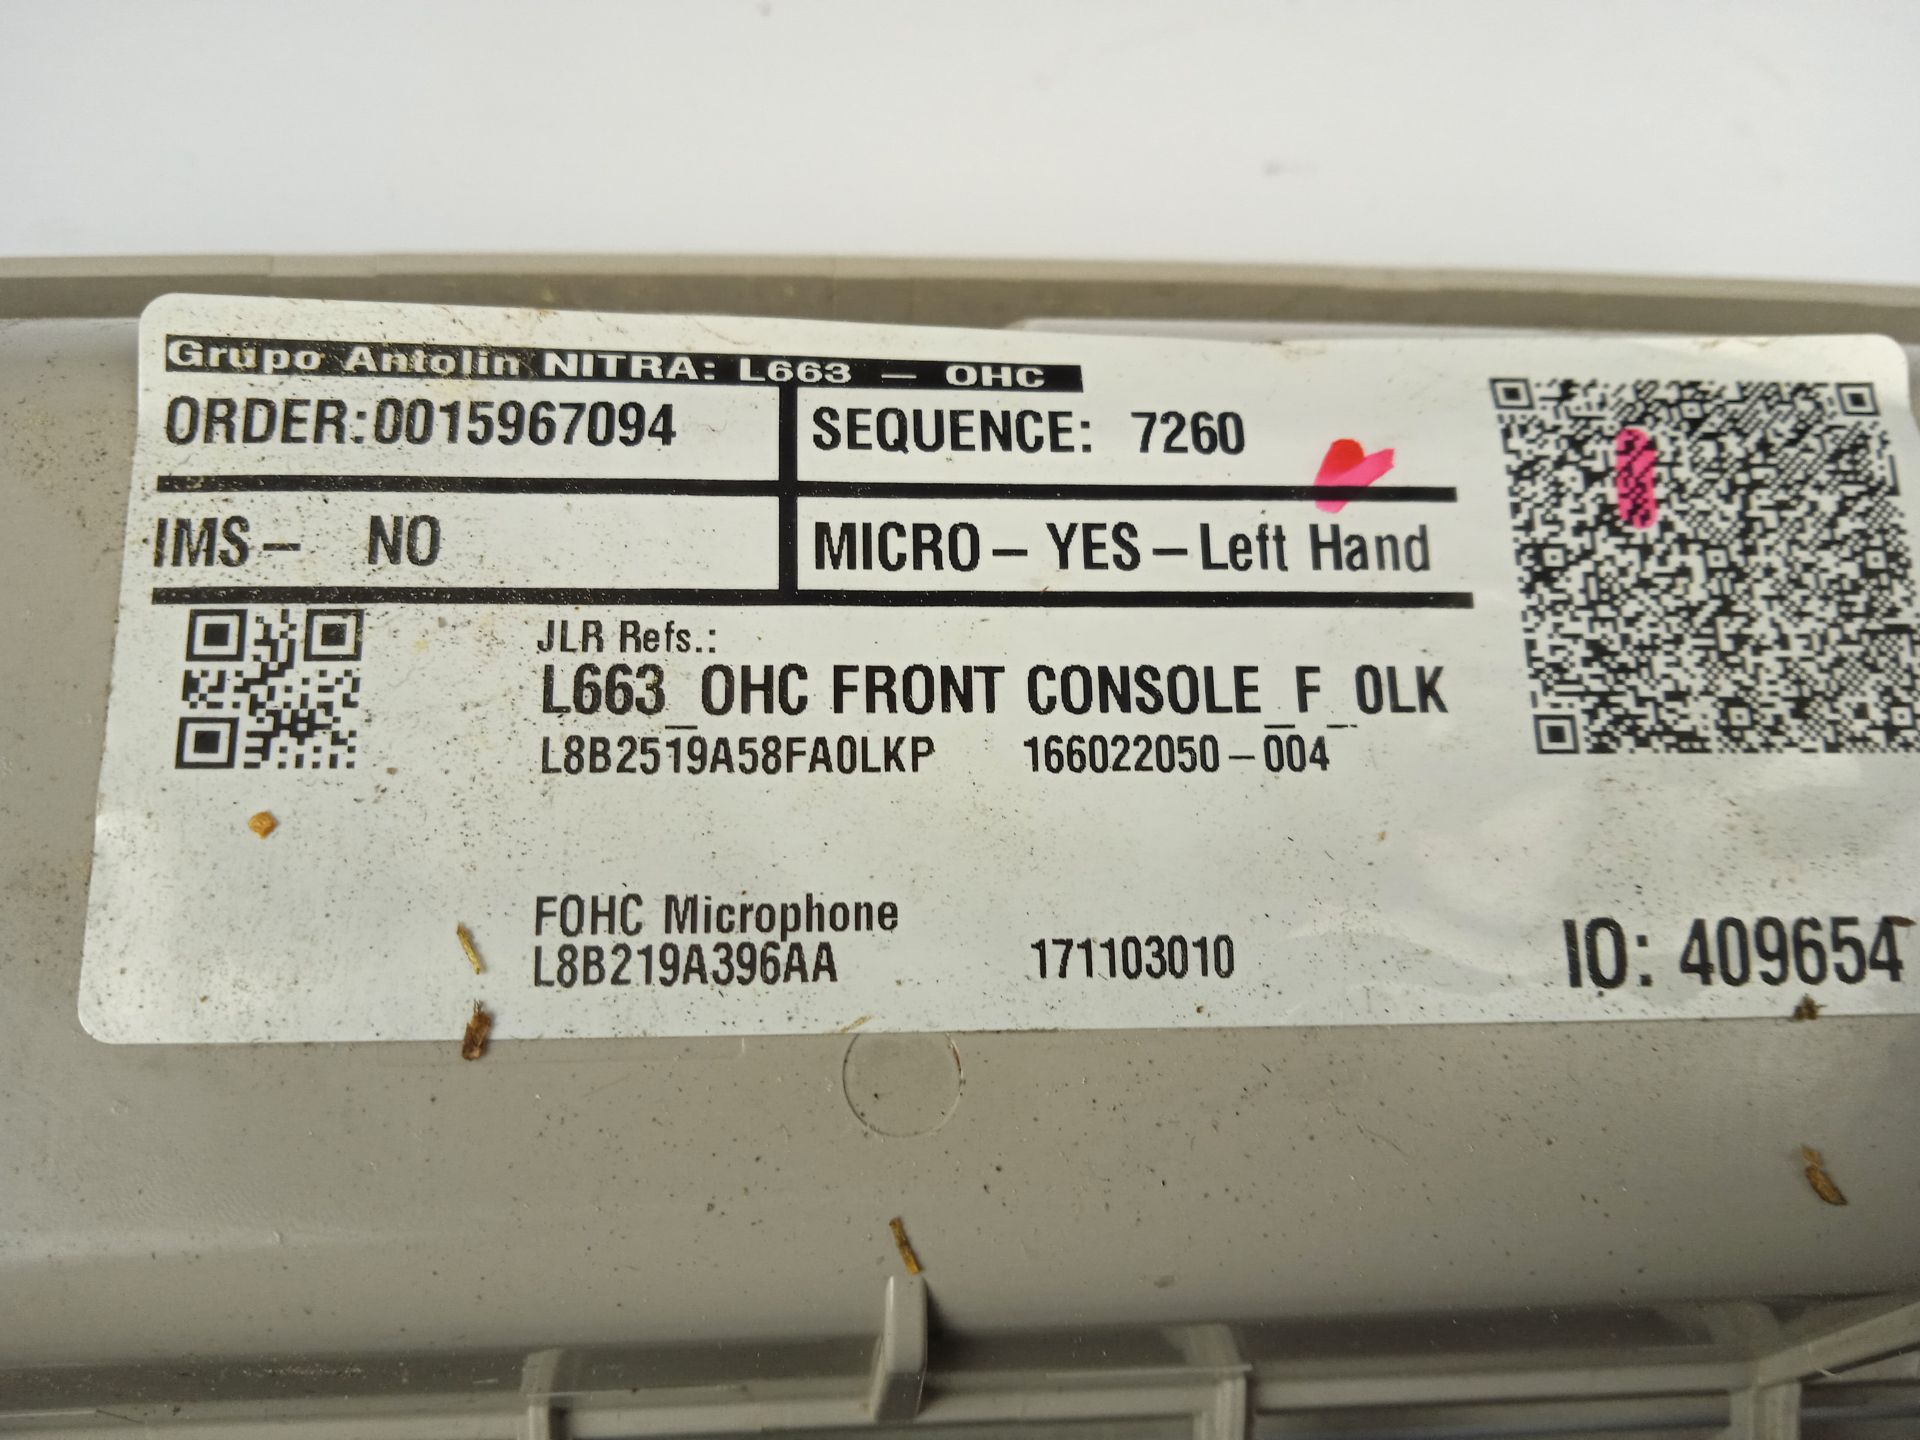 Grupo Antolin NITRA: L663 – OHC
ORDER:0015967094
SEQUENCE: 7260
IMS– NO
MICRO – YES – Left Hand
JLR Refs.:
L663_OHC FRONT CONSOLE_F_0LK
L8B2519A58FA0LKP 166022050–004
FOHC Microphone
L8B219A396AA 171103010
IO: 409654